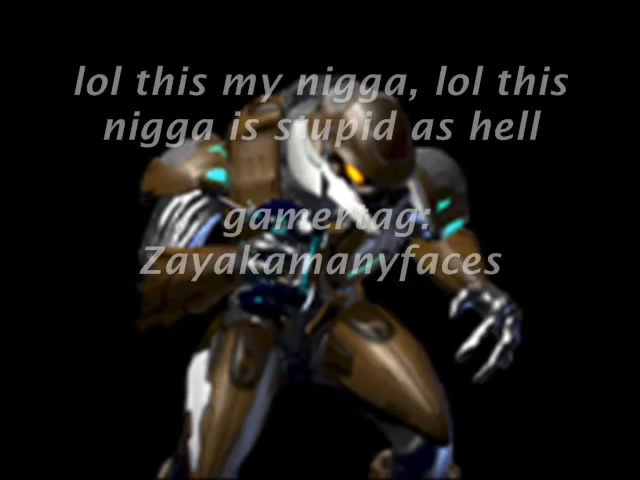 lol this my nigga, lol this
nigga is stupid as hell
gamertag:
Zayakamanyfaces